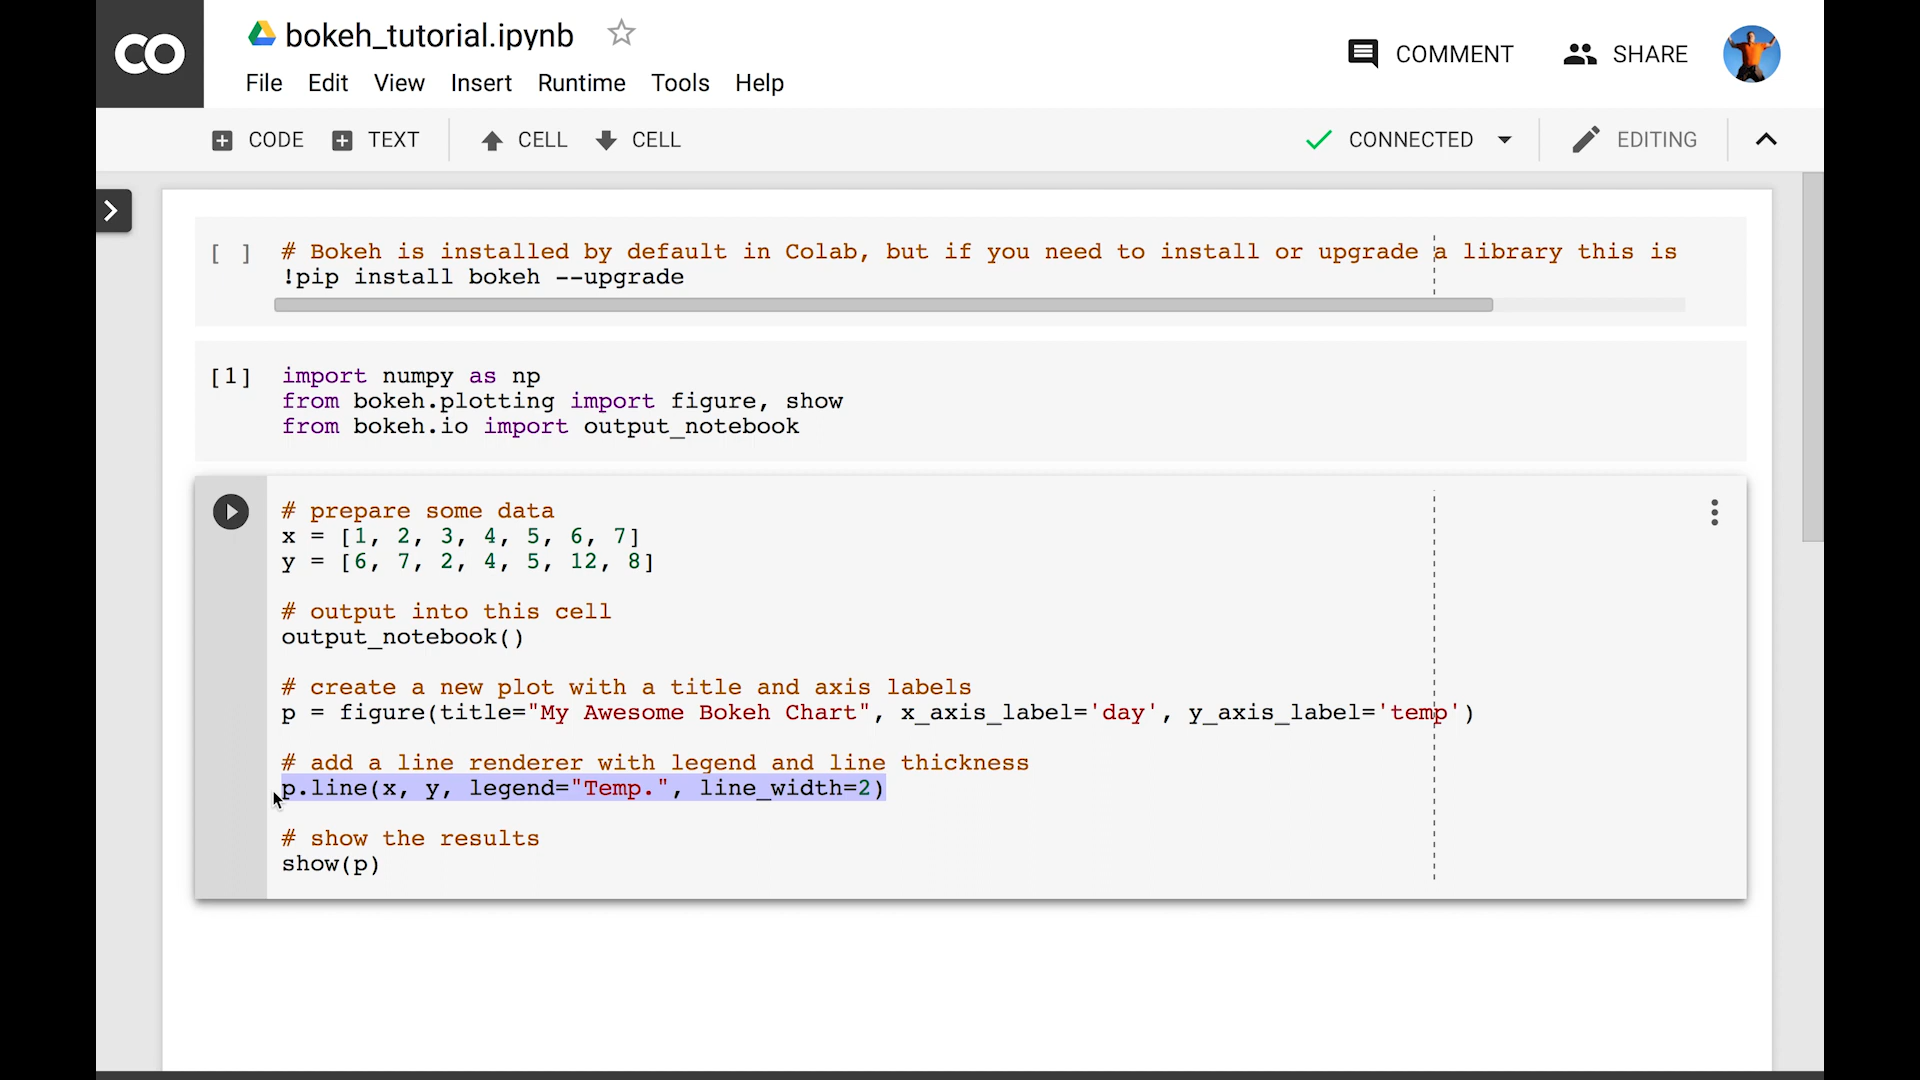 CO
bokeh_tutorial.ipynb
COMMENT
SHARE
File Edit View Insert Runtime Tools Help
CODE TEXT CELL CELL
CONNECTED
EDITING
[ ] # Bokeh is installed by default in Colab, but if you need to install or upgrade a library this is
!pip install bokeh --upgrade
[1] import numpy as np
from bokeh.plotting import figure, show
from bokeh.io import output_notebook
# prepare some data
x = [1, 2, 3, 4, 5, 6, 7]
y = [6, 7, 2, 4, 5, 12, 8]
# output into this cell
output_notebook()
# create a new plot with a title and axis labels
p = figure(title="My Awesome Bokeh Chart", x_axis_label='day', y_axis_label='temp')
# add a line renderer with legend and line thickness
p.line(x, y, legend="Temp.", line_width=2)
# show the results
show(p)